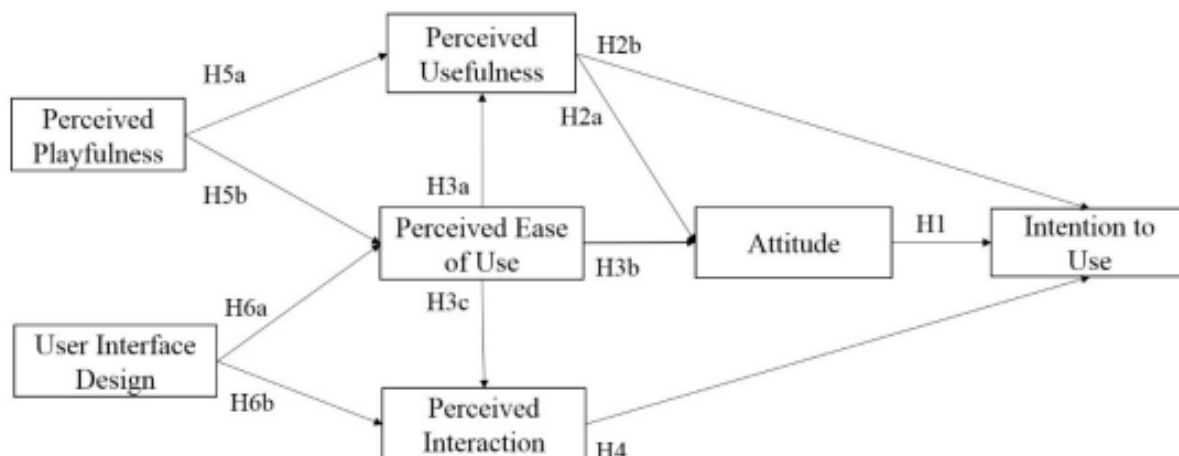 Perceived
Usefulness
H2b
H5a
H2a
Perceived
Playfulness
H5b
H3a
Perceived Ease
of Use
H3b
Attitude
H1
Intention to
Use
H3c
H6a
User Interface
Design
H6b
Perceived
Interaction
H4